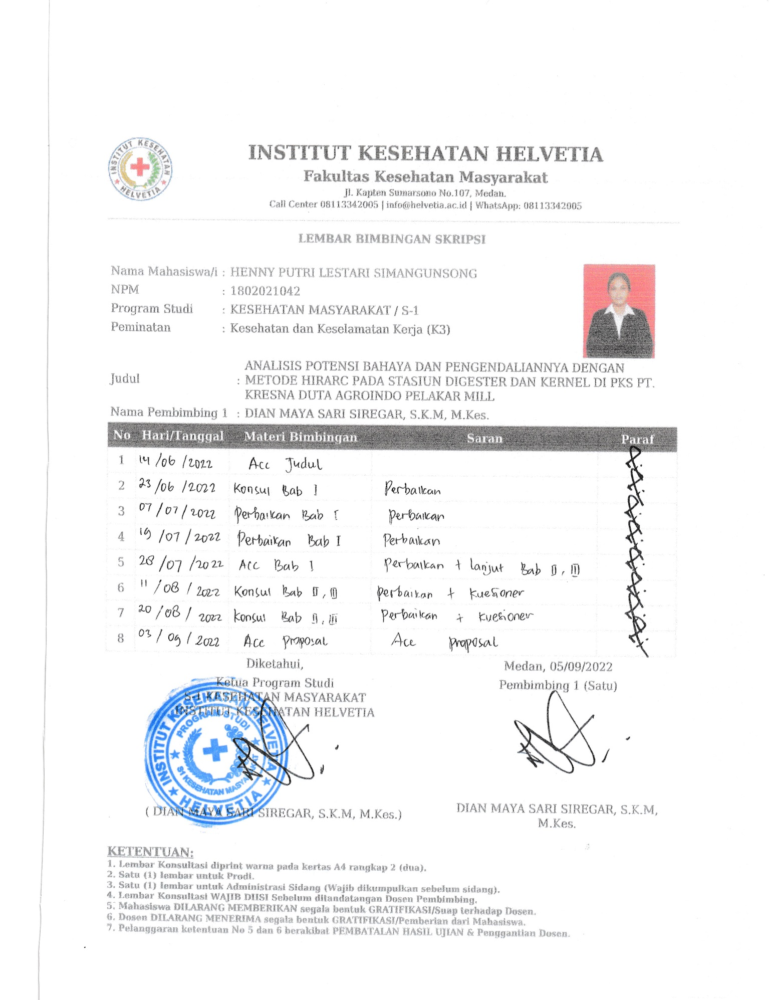 INSTITUT KESEHATAN HELVETIA
INSTITUT KESEHATAN HELVETIA
Fakultas Kesehatan Masyarakat
Jl. Kapten Sumarsono No.107, Medan.
Call Center 08113342005 | info@helvetia.ac.id | WhatsApp: 08113342005
LEMBAR BIMBINGAN SKRIPSI
Nama Mahasiswa/i : HENNY PUTRI LESTARI SIMANGUNSONG
NPM : 1802021042
Program Studi : KESEHATAN MASYARAKAT / S-1
Peminatan : Kesehatan dan Keselamatan Kerja (K3)
ANALISIS POTENSI BAHAYA DAN PENGENDALIANNYA DENGAN
Judul : METODE HIRARC PADA STASIUN DIGESTER DAN KERNEL DI PKS PT.
KRESNA DUTA AGROINDO PELAKAR MILL
Nama Pembimbing 1 : DIAN MAYA SARI SIREGAR, S.K.M, M.Kes.
No Hari/Tanggal Materi Bimbingan Saran Paraf
1 14/06/2022 Acc Judul
2 23/06/2022 Konsul Bab I Perbaikan
3 07/07/2022 Perbaikan Bab I Perbaikan
4 19/07/2022 Perbaikan Bab I Perbaikan
5 28/07/2022 Acc Bab I Perbaikan + lanjut Bab II, III
6 11/08/2022 Konsul Bab II, III perbaikan + kuesioner
7 20/08/2022 Konsul Bab II, III Perbaikan + kuesioner
8 03/09/2022 Acc proposal Acc proposal
Diketahui,
Ketua Program Studi
S-1 KESEHATAN MASYARAKAT
INSTITUT KESEHATAN HELVETIA
Medan, 05/09/2022
Pembimbing 1 (Satu)
INSTITUT KESEHATAN HELVETIA
PROGRAM STUDI
S1 KESEHATAN MASYARAKAT
( DIAN MAYA SARI SIREGAR, S.K.M, M.Kes.)
DIAN MAYA SARI SIREGAR, S.K.M,
M.Kes.
KETENTUAN:
1. Lembar Konsultasi diprint warna pada kertas A4 rangkap 2 (dua).
2. Satu (1) lembar untuk Prodi.
3. Satu (1) lembar untuk Administrasi Sidang (Wajib dikumpulkan sebelum sidang).
4. Lembar Konsultasi WAJIB DIISI Sebelum ditandatangan Dosen Pembimbing.
5. Mahasiswa DILARANG MEMBERIKAN segala bentuk GRATIFIKASI/Suap terhadap Dosen.
6. Dosen DILARANG MENERIMA segala bentuk GRATIFIKASI/Pemberian dari Mahasiswa.
7. Pelanggaran ketentuan No 5 dan 6 berakibat PEMBATALAN HASIL UJIAN & Penggantian Dosen.